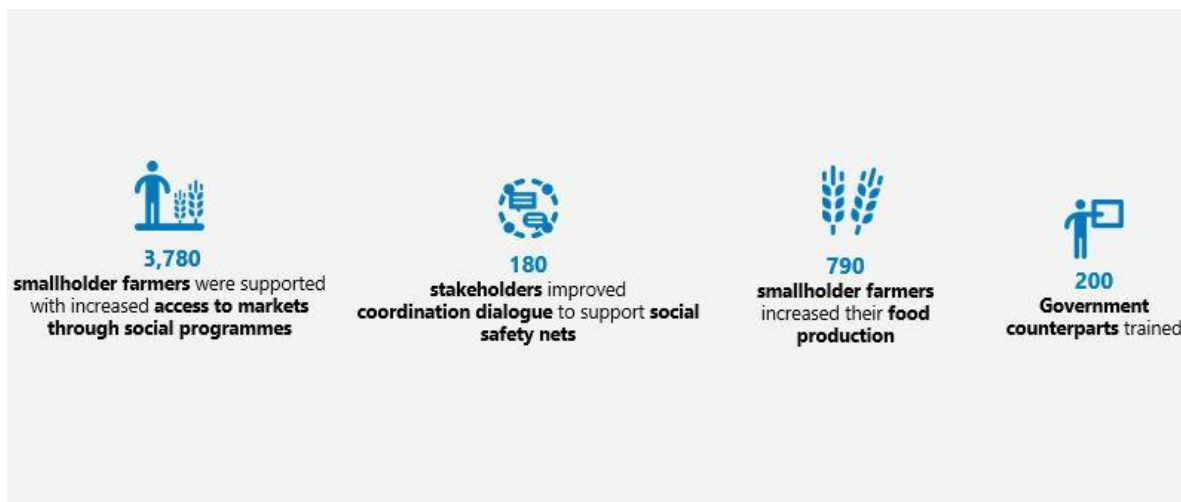 3,780
smallholder farmers were supported
with increased access to markets
through social programmes
180
stakeholders improved
coordination dialogue to support social
safety nets
790
smallholder farmers
increased their food
production
200
Government
counterparts trained